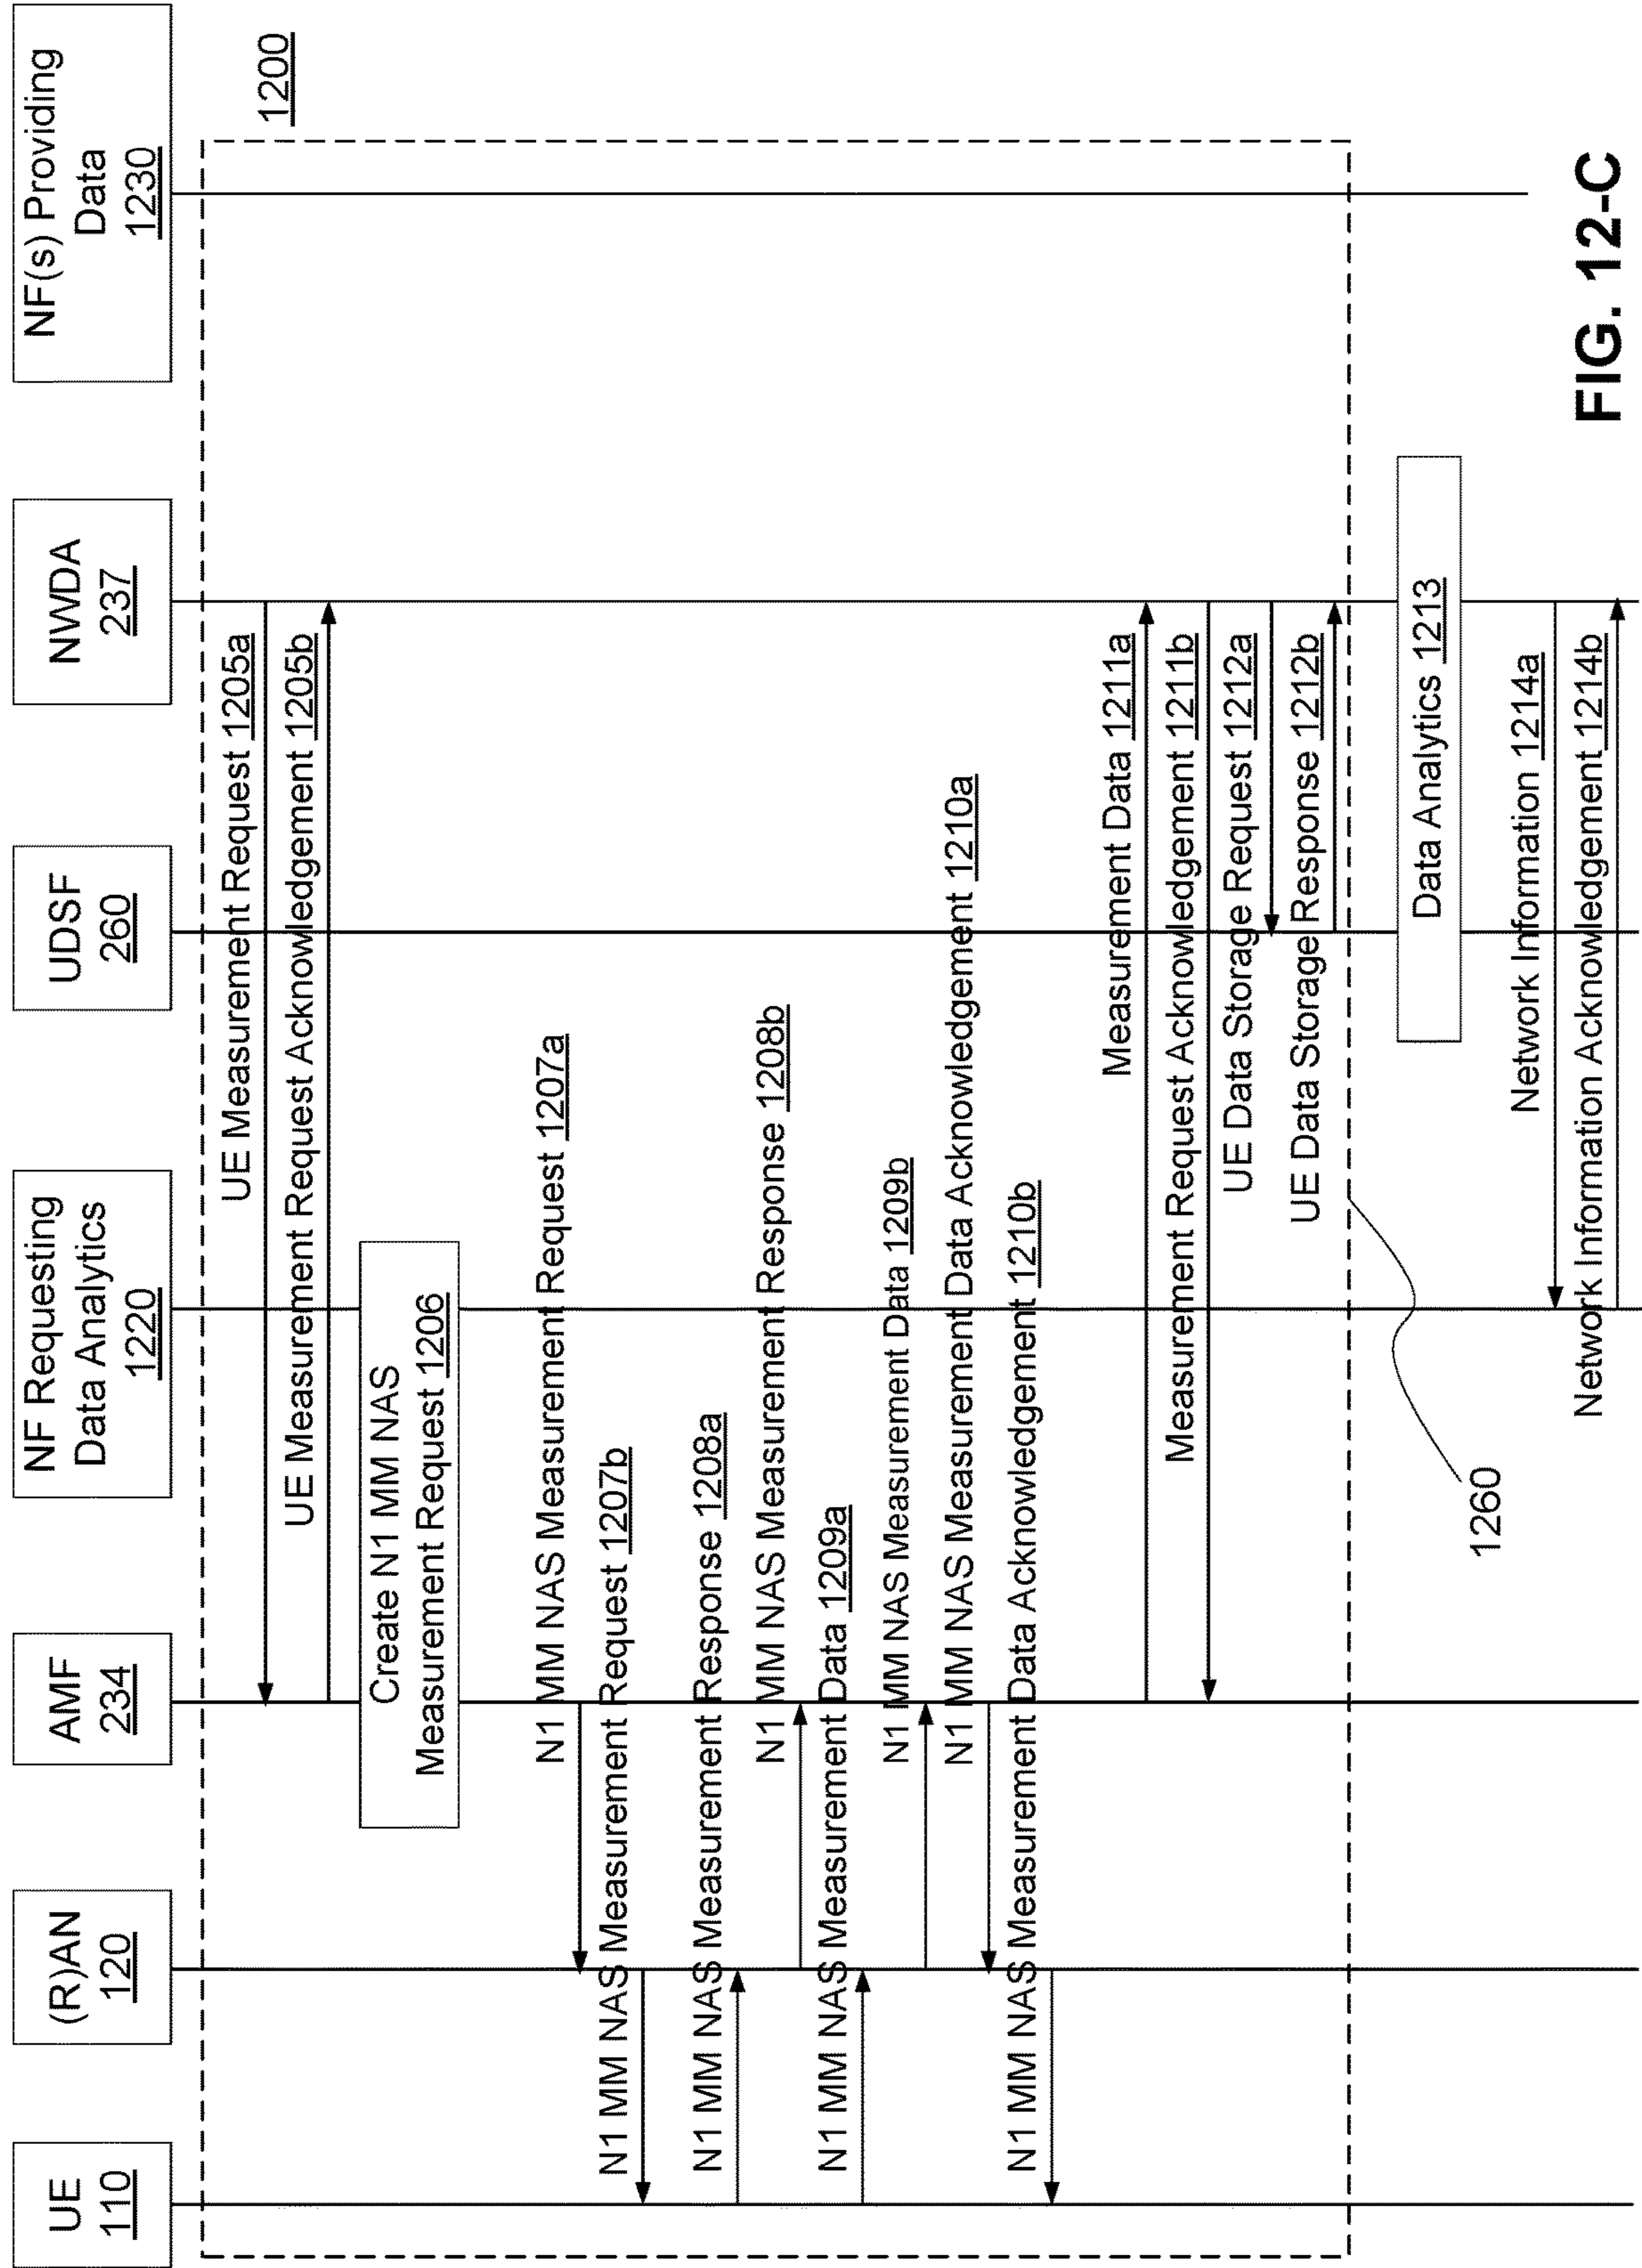 UE
110
(R)AN
120
AMF
234
NF Requesting
Data Analytics
1220
UDSF
260
NWDA
237
NF(s) Providing
Data
1230
1200
UE Measurement Request 1205a
UE Measurement Request Acknowledgement 1205b
Create N1 MM NAS
Measurement Request 1206
N1 MM NAS Measurement Request 1207a
N1 MM NAS Measurement Request 1207b
N1 MM NAS Measurement Response 1208a
N1 MM NAS Measurement Response 1208b
N1 MM NAS Measurement Data 1209a
N1 MM NAS Measurement Data 1209b
N1 MM NAS Measurement Data Acknowledgement 1210a
N1 MM NAS Measurement Data Acknowledgement 1210b
Measurement Data 1211a
Measurement Request Acknowledgement 1211b
UE Data Storage Request 1212a
UE Data Storage Response 1212b
Data Analytics 1213
1260
Network Information 1214a
Network Information Acknowledgement 1214b
FIG. 12-C